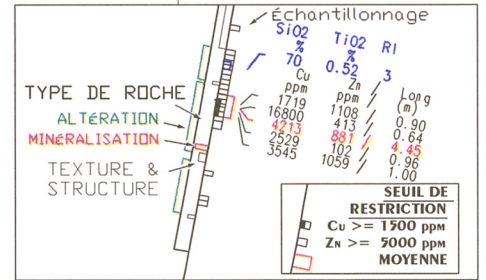 Échantillonnage
SiO2 TiO2 RI
% %
70 0.52 3
Cu Zn Long
ppm ppm (m)
1719 1108 / 0.90
16800 413 / 0.64
4213 881 / 4.45
2529 102 / 0.96
3545 1059 / 1.00
TYPE DE ROCHE
ALTÉRATION
MINéRALISATION
TEXTURE &
STRUCTURE
SEUIL DE
RESTRICTION
Cu >= 1500 PPM
ZN >= 5000 PPM
MOYENNE